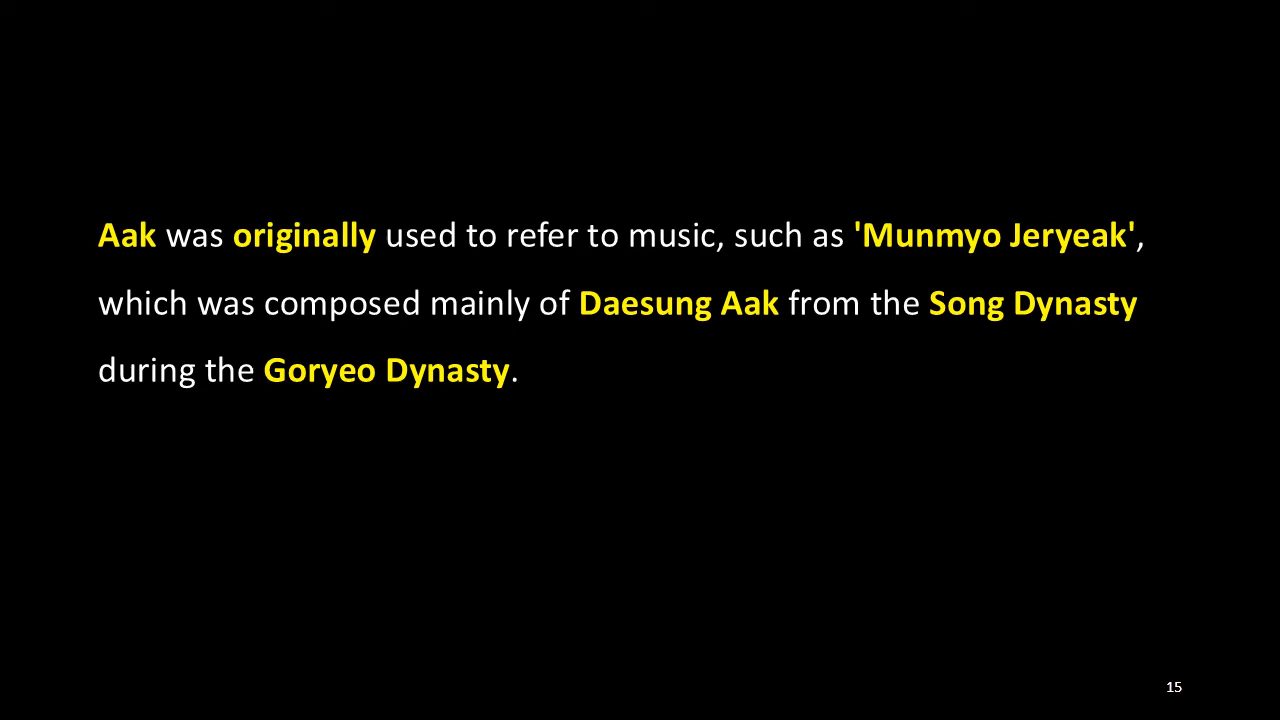 Aak was originally used to refer to music, such as 'Munmyo Jeryeak',
which was composed mainly of Daesung Aak from the Song Dynasty
during the Goryeo Dynasty.
15